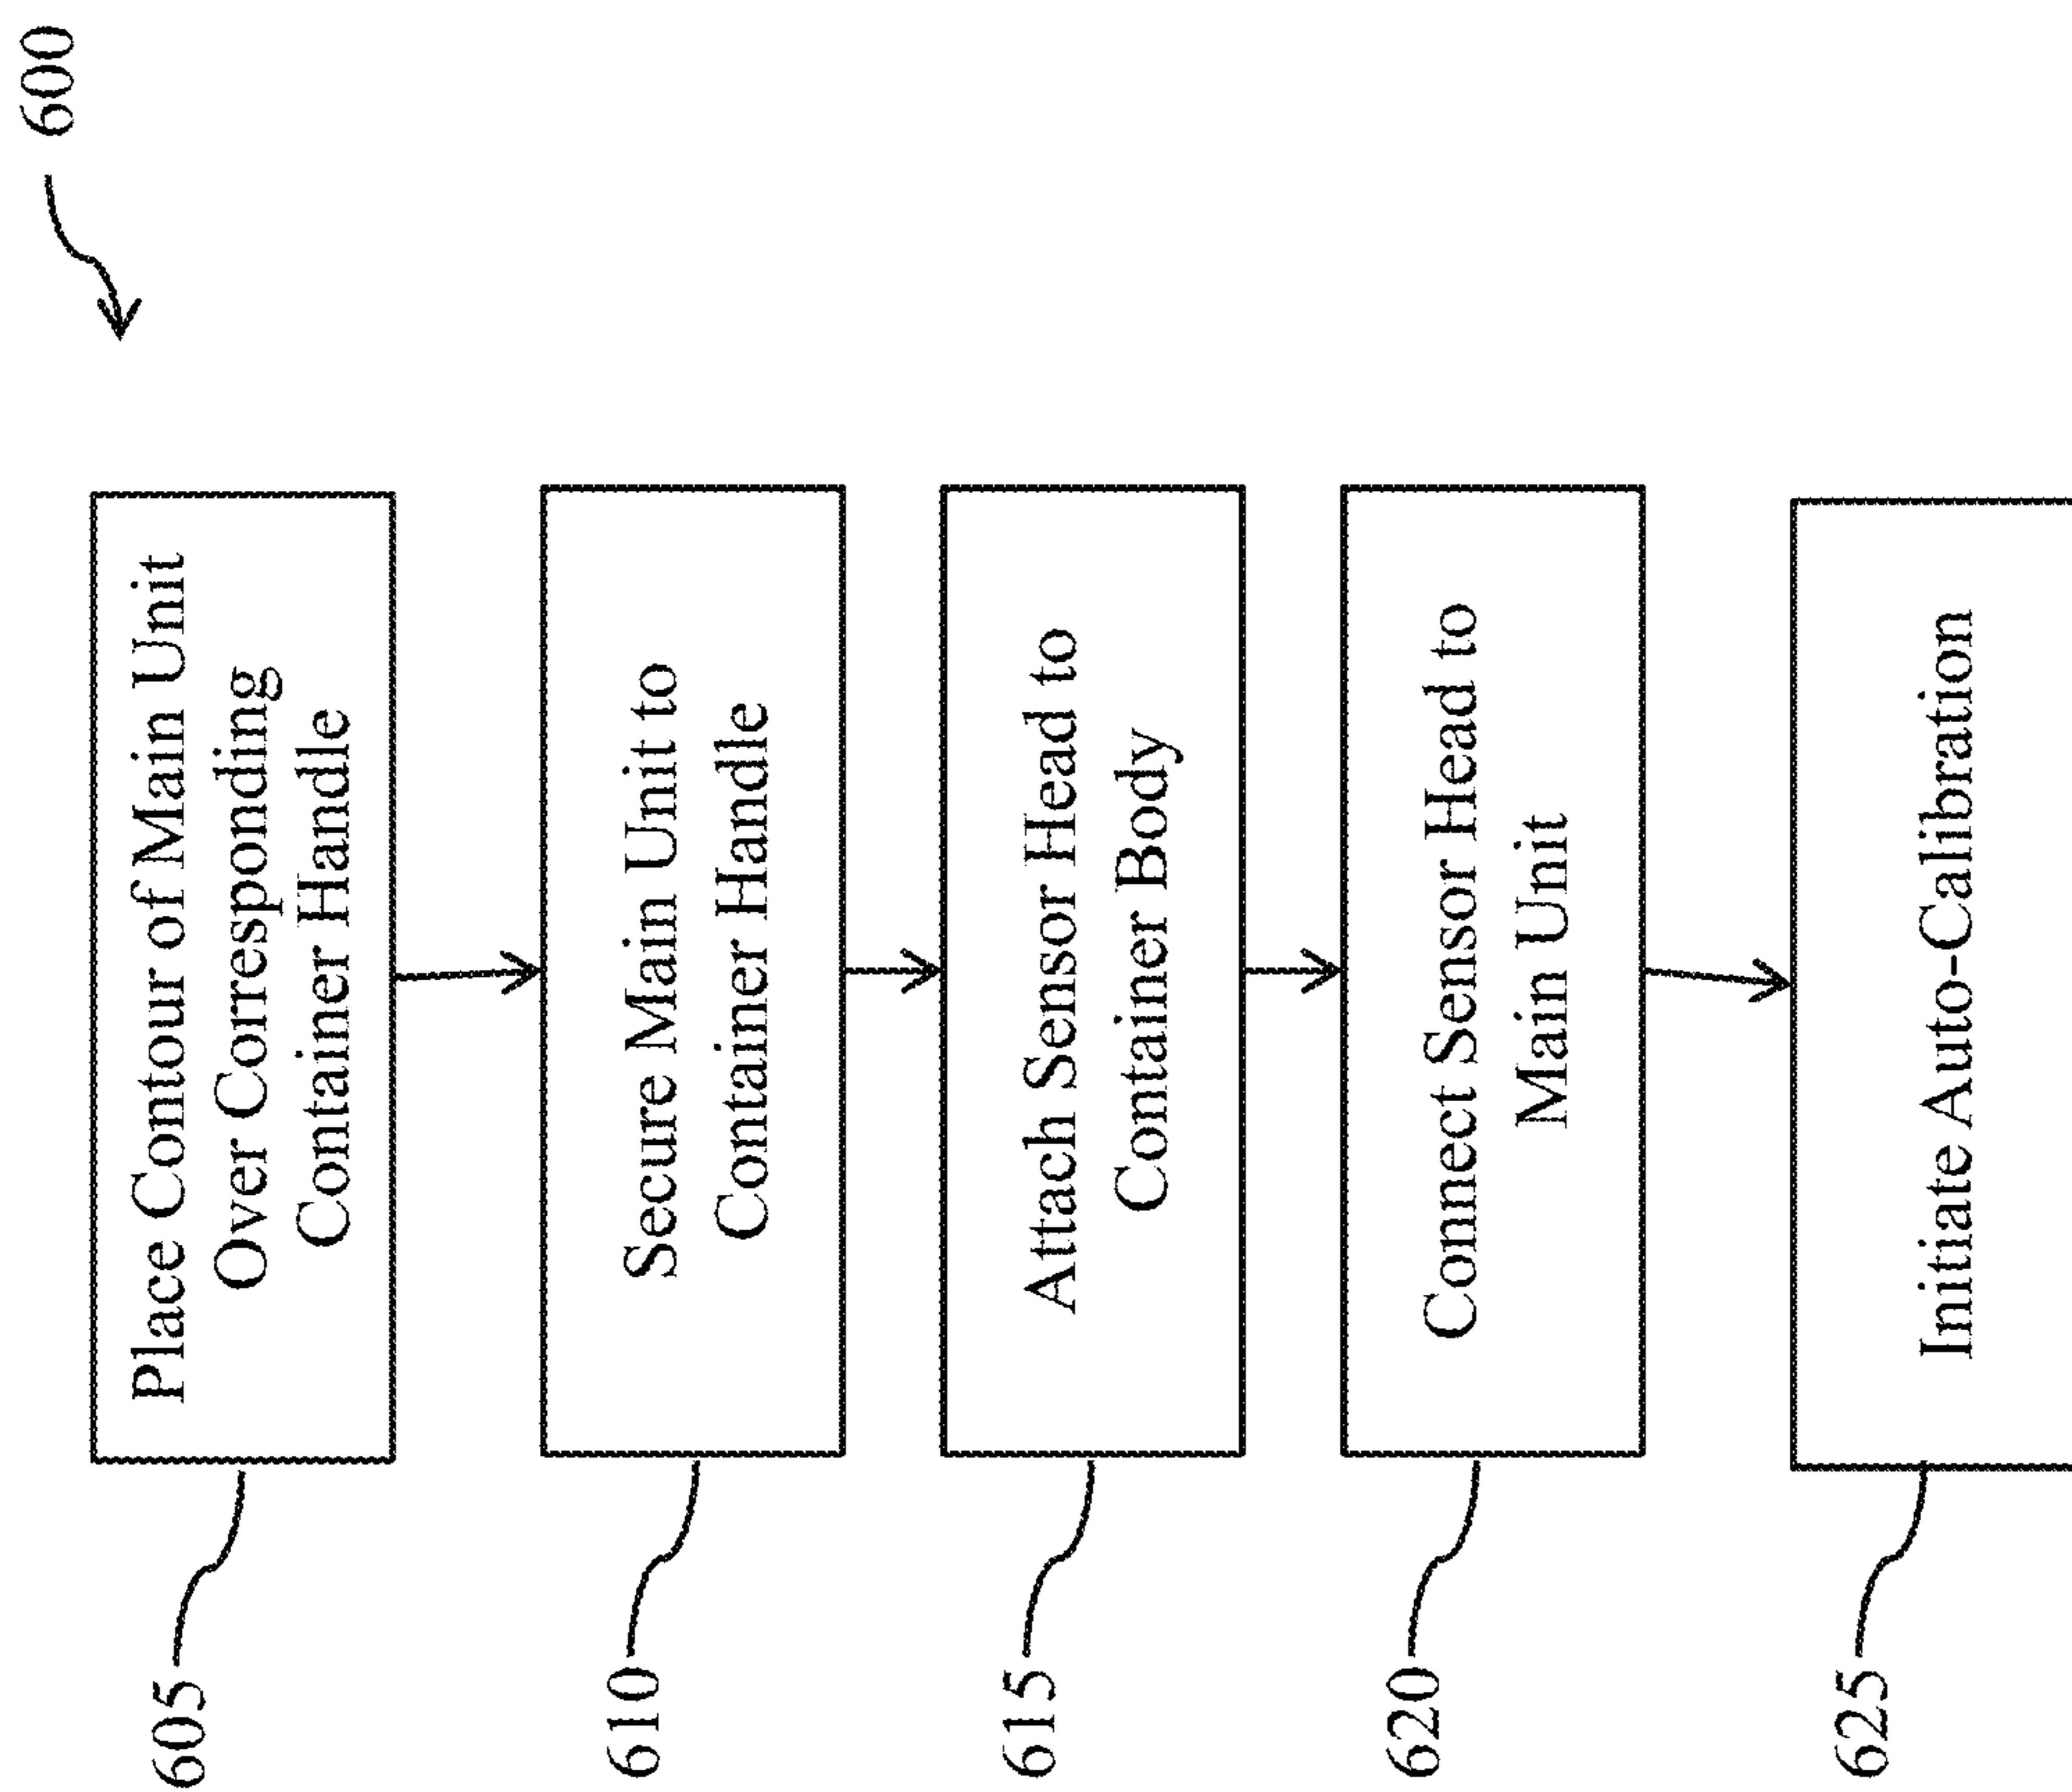 600
605
Place Contour of Main Unit
Over Corresponding
Container Handle
610
Secure Main Unit to
Container Handle
615
Attach Sensor Head to
Container Body
620
Connect Sensor Head to
Main Unit
625
Initiate Auto-Calibration